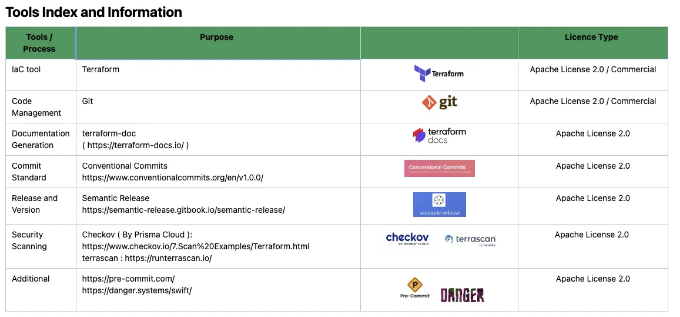 Tools Index and Information
Tools / Process
Purpose
Licence Type
IaC tool
Terraform
Terraform
Apache License 2.0 / Commercial
Code Management
Git
git
Apache License 2.0 / Commercial
Documentation Generation
terraform-doc
( https://terraform-docs.io/ )
terraform
docs
Apache License 2.0
Commit Standard
Conventional Commits
https://www.conventionalcommits.org/en/v1.0.0/
Conventional Commits
Apache License 2.0
Release and Version
Semantic Release
https://semantic-release.gitbook.io/semantic-release/
semantic-release
Apache License 2.0
Security Scanning
Checkov ( By Prisma Cloud ):
https://www.checkov.io/7.Scan%20Examples/Terraform.html
terrascan : https://runterrascan.io/
checkov
terrascan
Apache License 2.0
Additional
https://pre-commit.com/
https://danger.systems/swift/
Pre-Commit
DANGER
Apache License 2.0